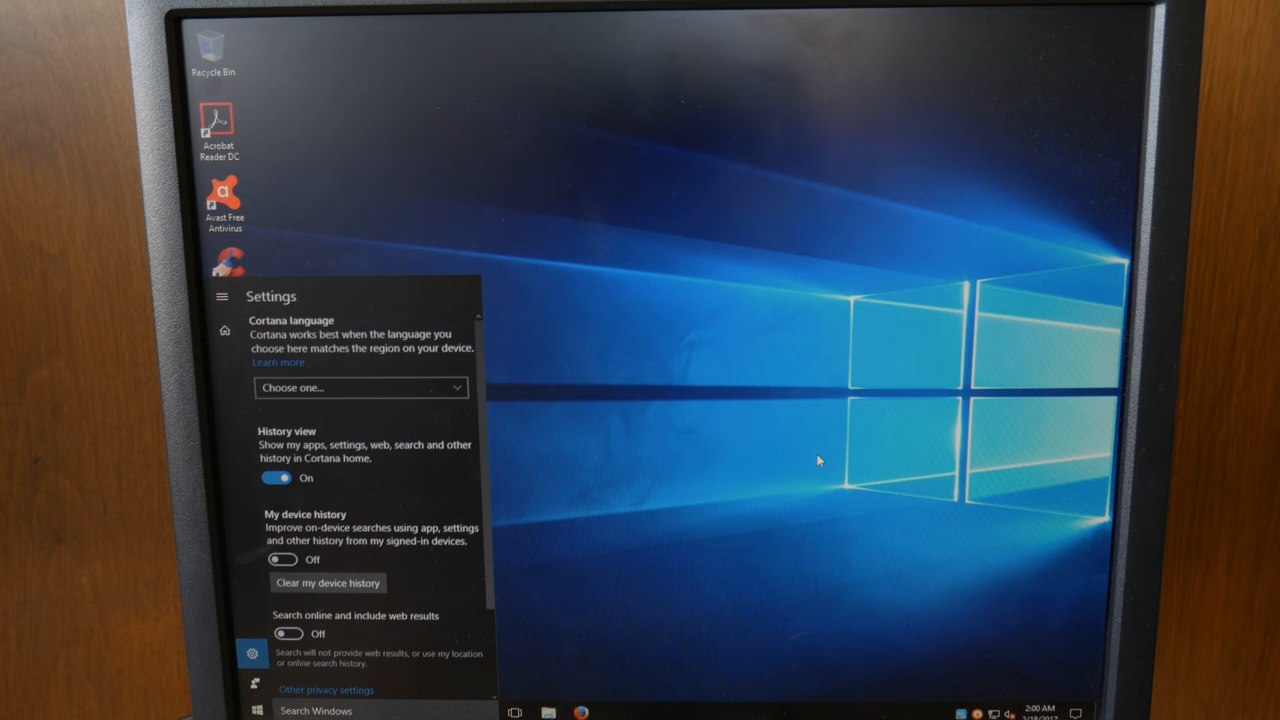 Recycle Bin
Acrobat
Reader DC
Avast Free
Antivirus
Settings
Cortana language
Cortana works best when the language you
choose here matches the region on your device.
Learn more
Choose one...
History view
Show my apps, settings, web, search and other
history in Cortana home.
On
My device history
Improve on-device searches using app, settings
and other history from my signed-in devices.
Off
Clear my device history
Search online and include web results
Off
Search will not provide web results, or use my location
or online search history.
Other privacy settings
Search Windows
2:00 AM